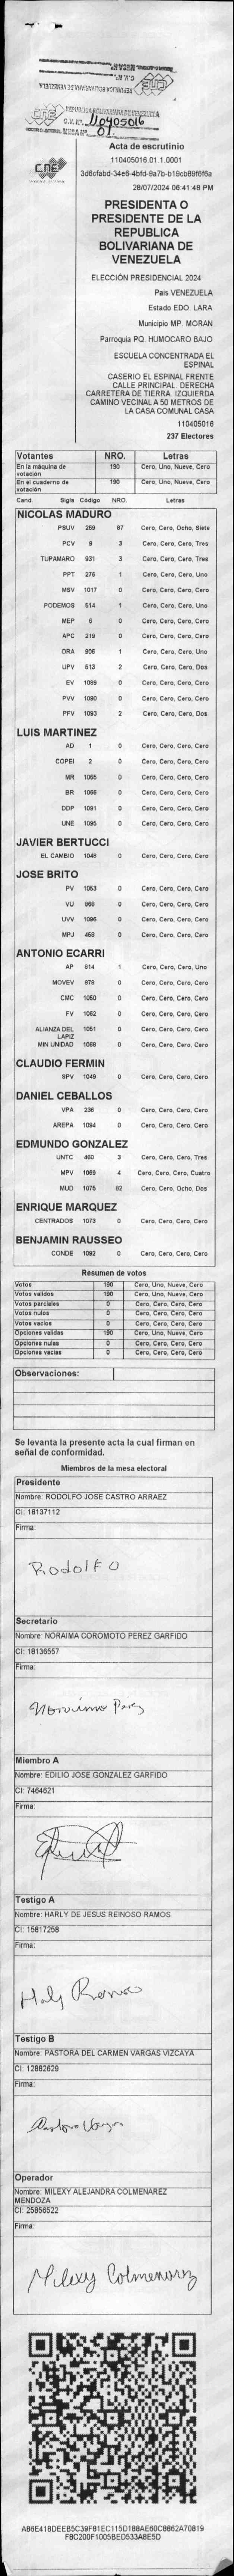 CNE
REPUBLICA BOLIVARIANA DE VENEZUELA
C.V. Nº 110405016
01
CNE
Acta de escrutinio
110405016.01.1.0001
3d6cfabd-34e6-4bfd-9a7b-b19cb89f6f6a
28/07/2024 06:41:48 PM
PRESIDENTA O
PRESIDENTE DE LA
REPUBLICA
BOLIVARIANA DE
VENEZUELA
ELECCIÓN PRESIDENCIAL 2024
País VENEZUELA
Estado EDO. LARA
Municipio MP. MORAN
Parroquia PQ. HUMOCARO BAJO
ESCUELA CONCENTRADA EL
ESPINAL
CASERIO EL ESPINAL FRENTE
CALLE PRINCIPAL. DERECHA
CARRETERA DE TIERRA. IZQUIERDA
CAMINO VECINAL A 50 METROS DE
LA CASA COMUNAL CASA
110405016
237 Electores
Votantes NRO. Letras
En la máquina de votación 190 Cero, Uno, Nueve, Cero
En el cuaderno de votación 190 Cero, Uno, Nueve, Cero
Cand. Sigla Código NRO. Letras
NICOLAS MADURO
PSUV 269 87 Cero, Cero, Ocho, Siete
PCV 9 3 Cero, Cero, Cero, Tres
TUPAMARO 931 3 Cero, Cero, Cero, Tres
PPT 276 1 Cero, Cero, Cero, Uno
MSV 1017 0 Cero, Cero, Cero, Cero
PODEMOS 514 1 Cero, Cero, Cero, Uno
MEP 6 0 Cero, Cero, Cero, Cero
APC 219 0 Cero, Cero, Cero, Cero
ORA 906 1 Cero, Cero, Cero, Uno
UPV 513 2 Cero, Cero, Cero, Dos
EV 1089 0 Cero, Cero, Cero, Cero
PVV 1090 0 Cero, Cero, Cero, Cero
PFV 1093 2 Cero, Cero, Cero, Dos
LUIS MARTINEZ
AD 1 0 Cero, Cero, Cero, Cero
COPEI 2 0 Cero, Cero, Cero, Cero
MR 1065 0 Cero, Cero, Cero, Cero
BR 1066 0 Cero, Cero, Cero, Cero
DDP 1091 0 Cero, Cero, Cero, Cero
UNE 1095 0 Cero, Cero, Cero, Cero
JAVIER BERTUCCI
EL CAMBIO 1046 0 Cero, Cero, Cero, Cero
JOSE BRITO
PV 1053 0 Cero, Cero, Cero, Cero
VU 968 0 Cero, Cero, Cero, Cero
UVV 1096 0 Cero, Cero, Cero, Cero
MPJ 458 0 Cero, Cero, Cero, Cero
ANTONIO ECARRI
AP 814 1 Cero, Cero, Cero, Uno
MOVEV 978 0 Cero, Cero, Cero, Cero
CMC 1050 0 Cero, Cero, Cero, Cero
FV 1052 0 Cero, Cero, Cero, Cero
ALIANZA DEL LAPIZ 1051 0 Cero, Cero, Cero, Cero
MIN UNIDAD 1068 0 Cero, Cero, Cero, Cero
CLAUDIO FERMIN
SPV 1049 0 Cero, Cero, Cero, Cero
DANIEL CEBALLOS
VPA 236 0 Cero, Cero, Cero, Cero
AREPA 1094 0 Cero, Cero, Cero, Cero
EDMUNDO GONZALEZ
UNTC 460 3 Cero, Cero, Cero, Tres
MPV 1069 4 Cero, Cero, Cero, Cuatro
MUD 1075 82 Cero, Cero, Ocho, Dos
ENRIQUE MARQUEZ
CENTRADOS 1073 0 Cero, Cero, Cero, Cero
BENJAMIN RAUSSEO
CONDE 1092 0 Cero, Cero, Cero, Cero
Resumen de votos
Votos 190 Cero, Uno, Nueve, Cero
Votos validos 190 Cero, Uno, Nueve, Cero
Votos parciales 0 Cero, Cero, Cero, Cero
Votos nulos 0 Cero, Cero, Cero, Cero
Votos vacíos 0 Cero, Cero, Cero, Cero
Opciones validas 190 Cero, Uno, Nueve, Cero
Opciones nulas 0 Cero, Cero, Cero, Cero
Opciones vacías 0 Cero, Cero, Cero, Cero
Observaciones:
Se levanta la presente acta la cual firman en
señal de conformidad.
Miembros de la mesa electoral
Presidente
Nombre: RODOLFO JOSE CASTRO ARRAEZ
CI: 18137112
Firma:
Rodolfo
Secretario
Nombre: NORAIMA COROMOTO PEREZ GARFIDO
CI: 18136557
Firma:
Noraima Perez
Miembro A
Nombre: EDILIO JOSE GONZALEZ GARFIDO
CI: 7464621
Firma:
Testigo A
Nombre: HARLY DE JESUS REINOSO RAMOS
CI: 15817258
Firma:
Testigo B
Nombre: PASTORA DEL CARMEN VARGAS VIZCAYA
CI: 12882629
Firma:
Pastora Vargas
Operador
Nombre: MILEXY ALEJANDRA COLMENAREZ
MENDOZA
CI: 25856522
Firma:
Milexy Colmenarez
AB6E418DEEB5C39F81EC115D188AE60C8862A70819
F8C200F1005BED533A8E5D